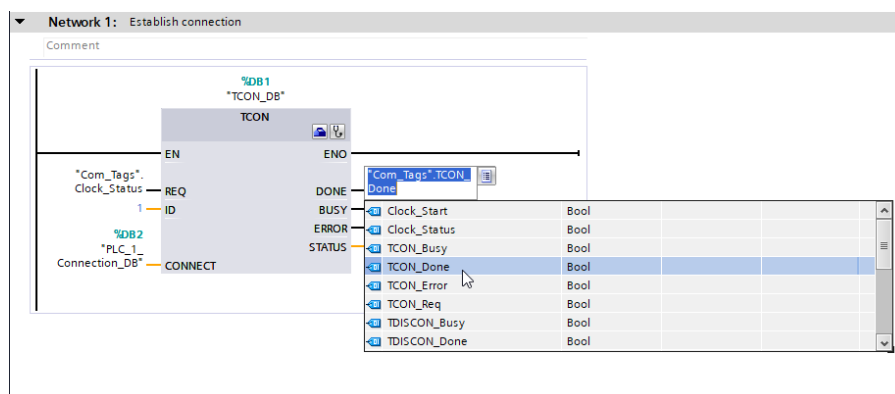 Network 1: Establish connection
Comment
%DB1
"TCON_DB"
TCON
EN ENO
"Com_Tags".
Clock_Status REQ
1 ID
%DB2
"PLC_1_
Connection_DB" CONNECT
DONE
BUSY
ERROR
STATUS
"Com_Tags".TCON_
Done
Clock_Start Bool
Clock_Status Bool
TCON_Busy Bool
TCON_Done Bool
TCON_Error Bool
TCON_Req Bool
TDISCON_Busy Bool
TDISCON_Done Bool